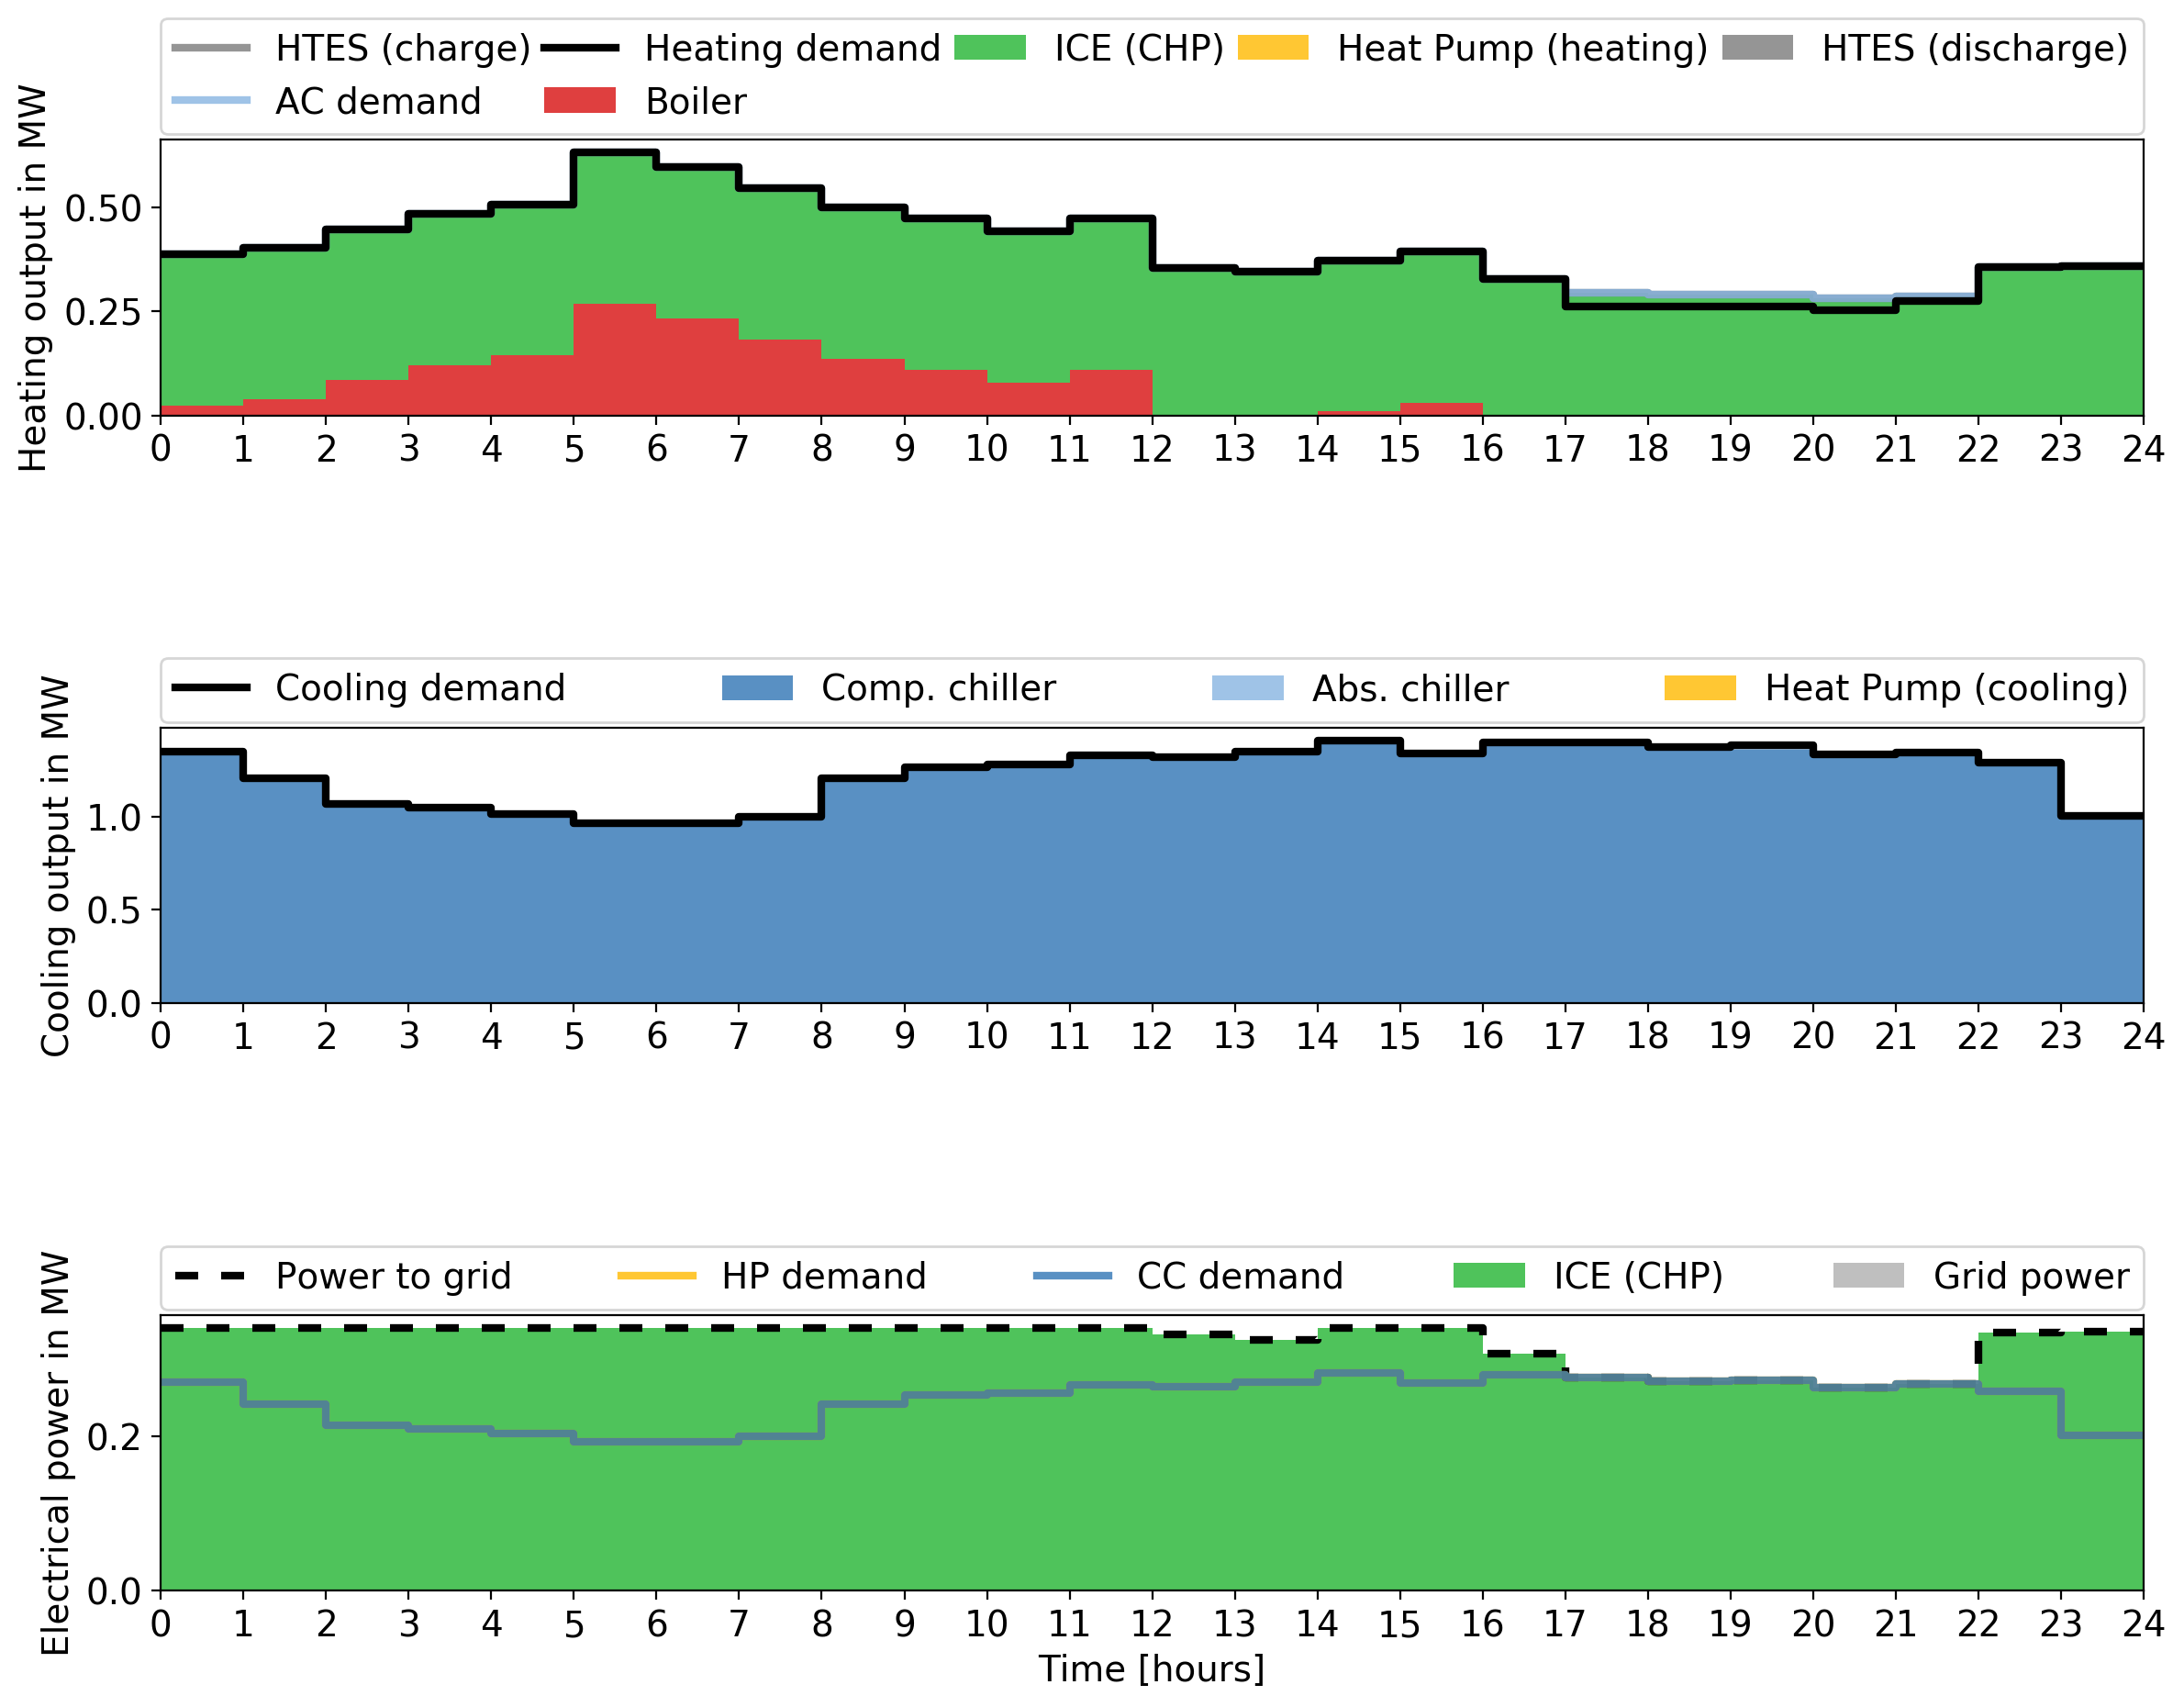 HTES (charge) Heating demand ICE (CHP) Heat Pump (heating) HTES (discharge)
AC demand Boiler
Heating output in MW
0.50
0.25
0.00
0 1 2 3 4 5 6 7 8 9 10 11 12 13 14 15 16 17 18 19 20 21 22 23 24
Cooling demand Comp. chiller Abs. chiller Heat Pump (cooling)
Cooling output in MW
1.0
0.5
0.0
0 1 2 3 4 5 6 7 8 9 10 11 12 13 14 15 16 17 18 19 20 21 22 23 24
Power to grid HP demand CC demand ICE (CHP) Grid power
Electrical power in MW
0.2
0.0
0 1 2 3 4 5 6 7 8 9 10 11 12 13 14 15 16 17 18 19 20 21 22 23 24
Time [hours]